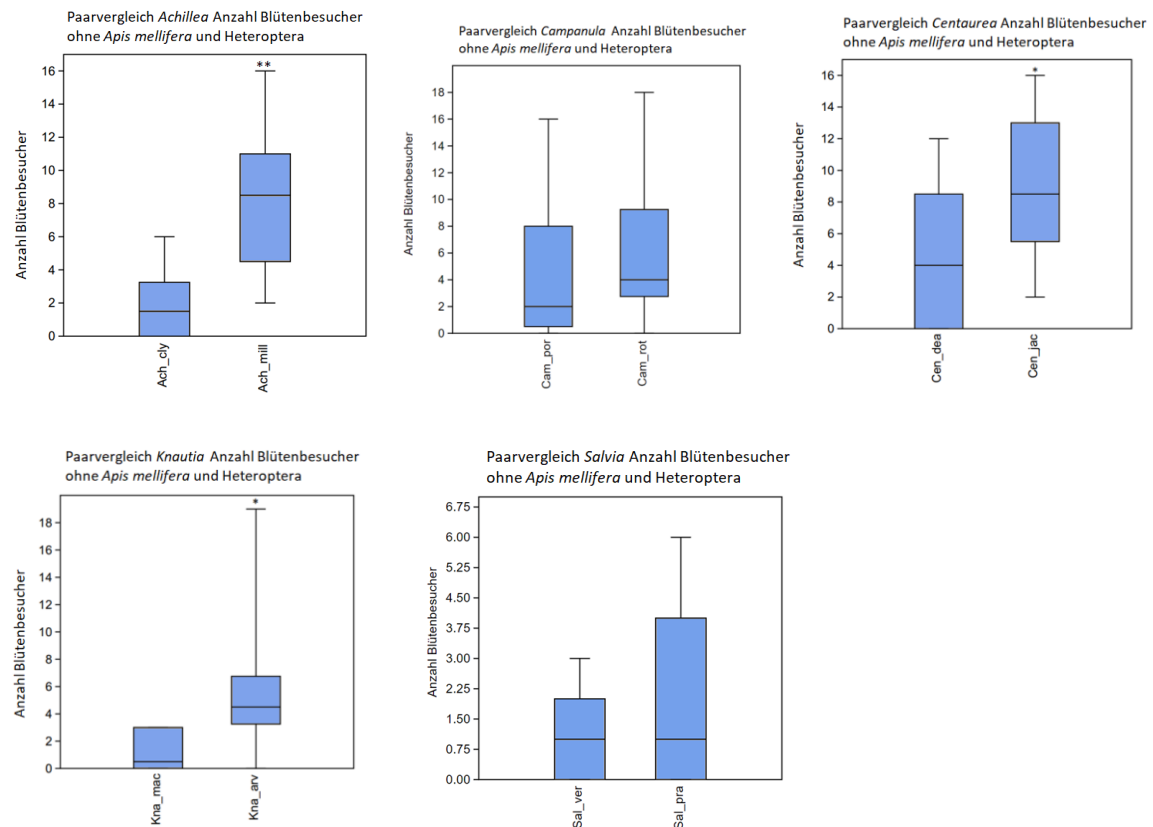 Paarvergleich Achillea Anzahl Blütenbesucher
ohne Apis mellifera und Heteroptera
Anzahl Blütenbesucher
16
14
12
10
8
6
4
2
0
**
Ach_cly
Ach_mill
Paarvergleich Campanula Anzahl Blütenbesucher
ohne Apis mellifera und Heteroptera
Anzahl Blütenbesucher
18
16
14
12
10
8
6
4
2
0
Cam_por
Cam_rot
Paarvergleich Centaurea Anzahl Blütenbesucher
ohne Apis mellifera und Heteroptera
Anzahl Blütenbesucher
16
14
12
10
8
6
4
2
0
*
Cen_dea
Cen_jac
Paarvergleich Knautia Anzahl Blütenbesucher
ohne Apis mellifera und Heteroptera
Anzahl Blütenbesucher
18
16
14
12
10
8
6
4
2
0
*
Kna_mac
Kna_arv
Paarvergleich Salvia Anzahl Blütenbesucher
ohne Apis mellifera und Heteroptera
Anzahl Blütenbesucher
6.75
6.00
5.25
4.50
3.75
3.00
2.25
1.50
0.75
0.00
Sal_ver
Sal_pra